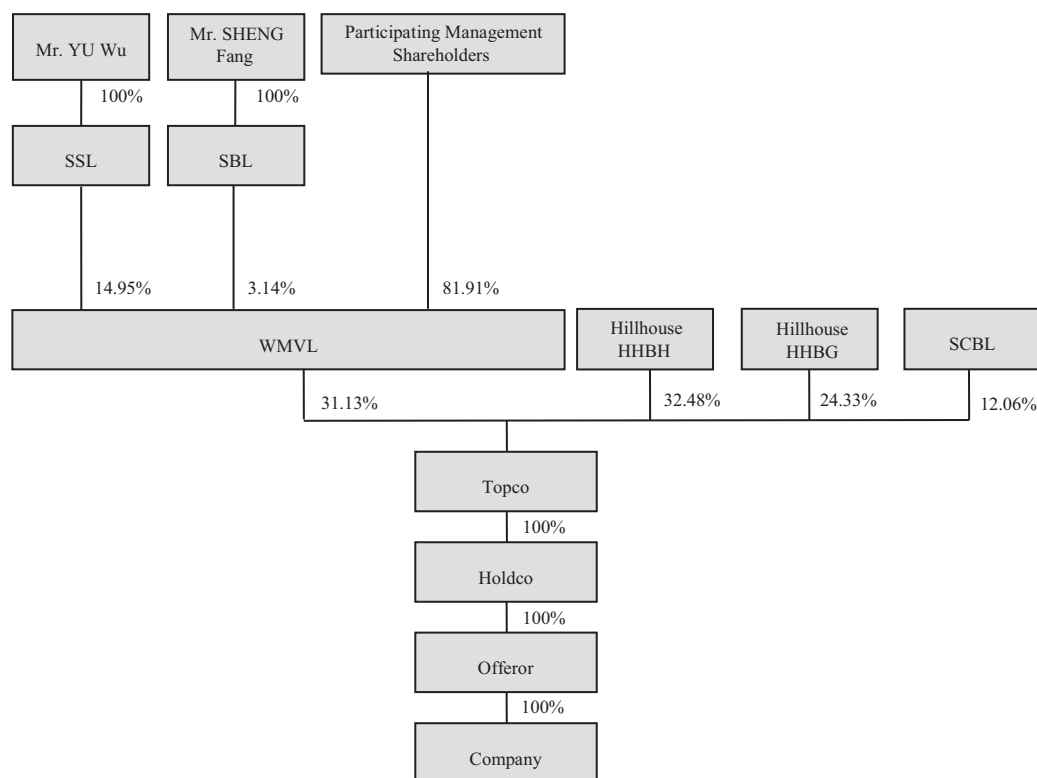 Mr. YU Wu
Mr. SHENG
Fang
Participating Management
Shareholders
100%
100%
SSL
SBL
14.95%
3.14%
81.91%
WMVL
Hillhouse
HHBH
Hillhouse
HHBG
SCBL
31.13%
32.48%
24.33%
12.06%
Topco
100%
Holdco
100%
Offeror
100%
Company